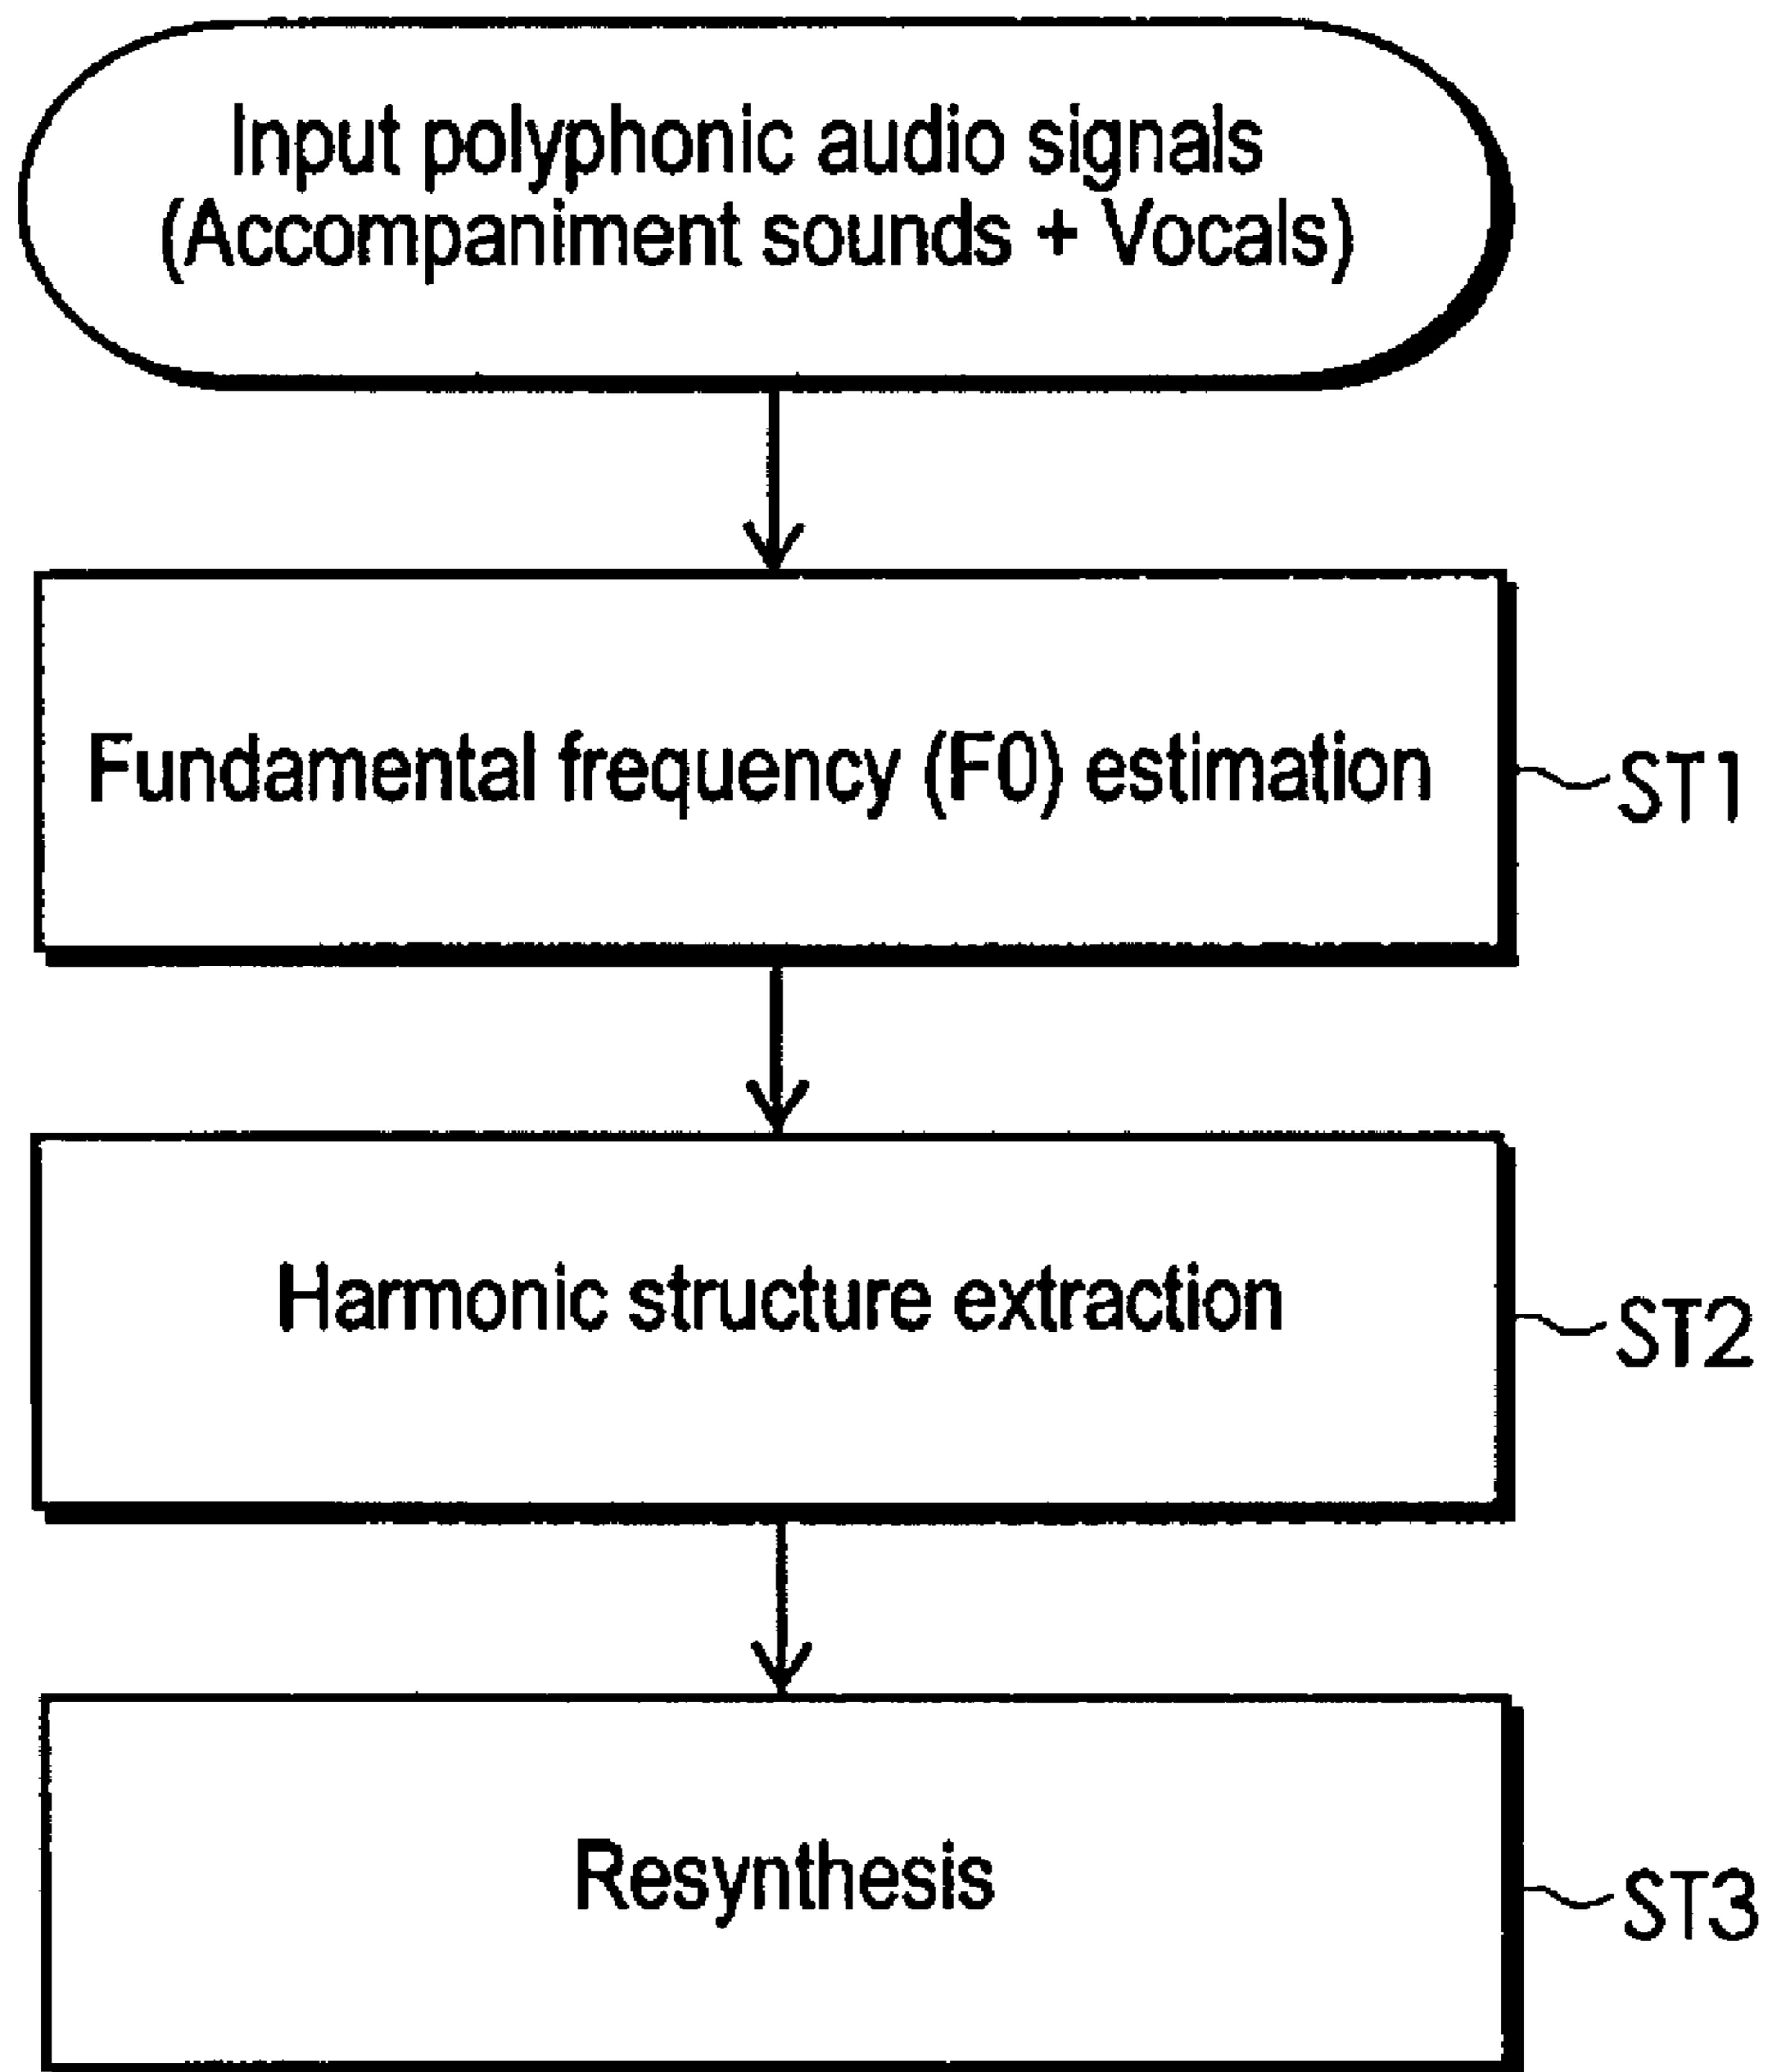 Input polyphonic audio signals
(Accompaniment sounds + Vocals)
Fundamental frequency (F0) estimation
ST1
Harmonic structure extraction
ST2
Resynthesis
ST3